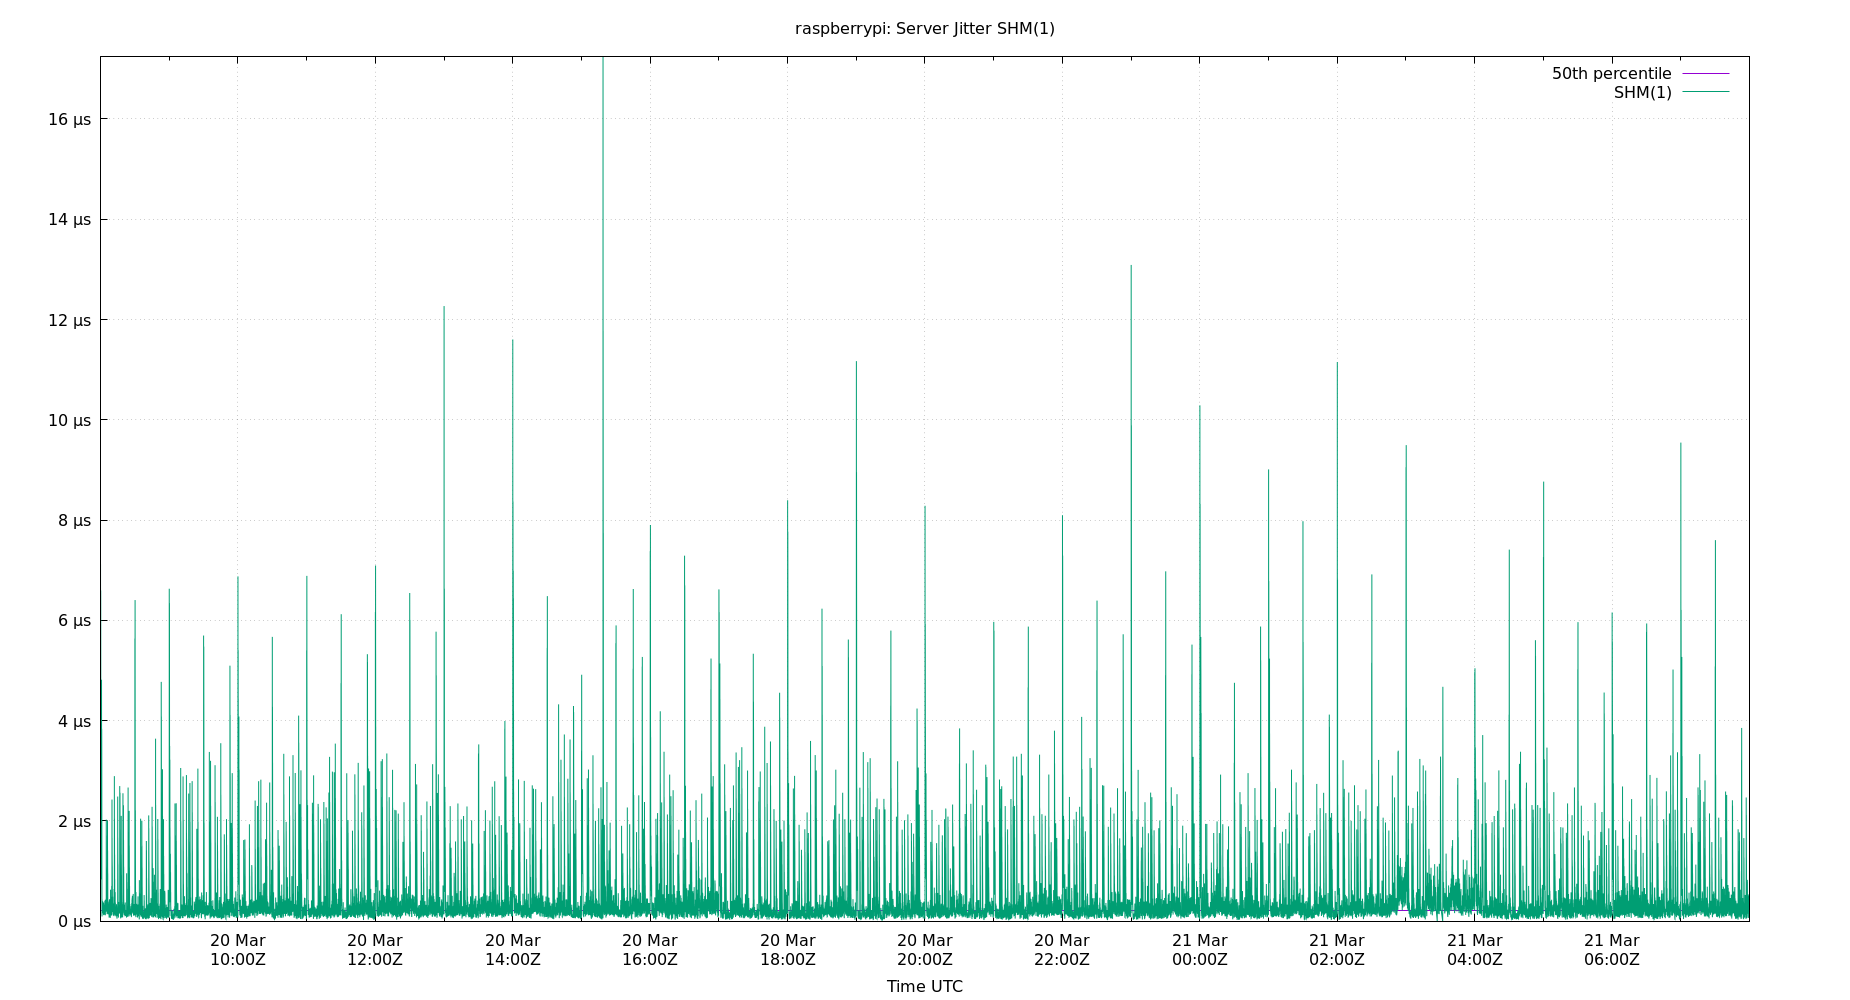 raspberrypi: Server Jitter SHM(1)
50th percentile
SHM(1)
16 µs
14 µs
12 µs
10 µs
8 µs
6 µs
4 µs
2 µs
0 µs
20 Mar 20 Mar 20 Mar 20 Mar 20 Mar 20 Mar 20 Mar 21 Mar 21 Mar 21 Mar 21 Mar
10:00Z 12:00Z 14:00Z 16:00Z 18:00Z 20:00Z 22:00Z 00:00Z 02:00Z 04:00Z 06:00Z
Time UTC